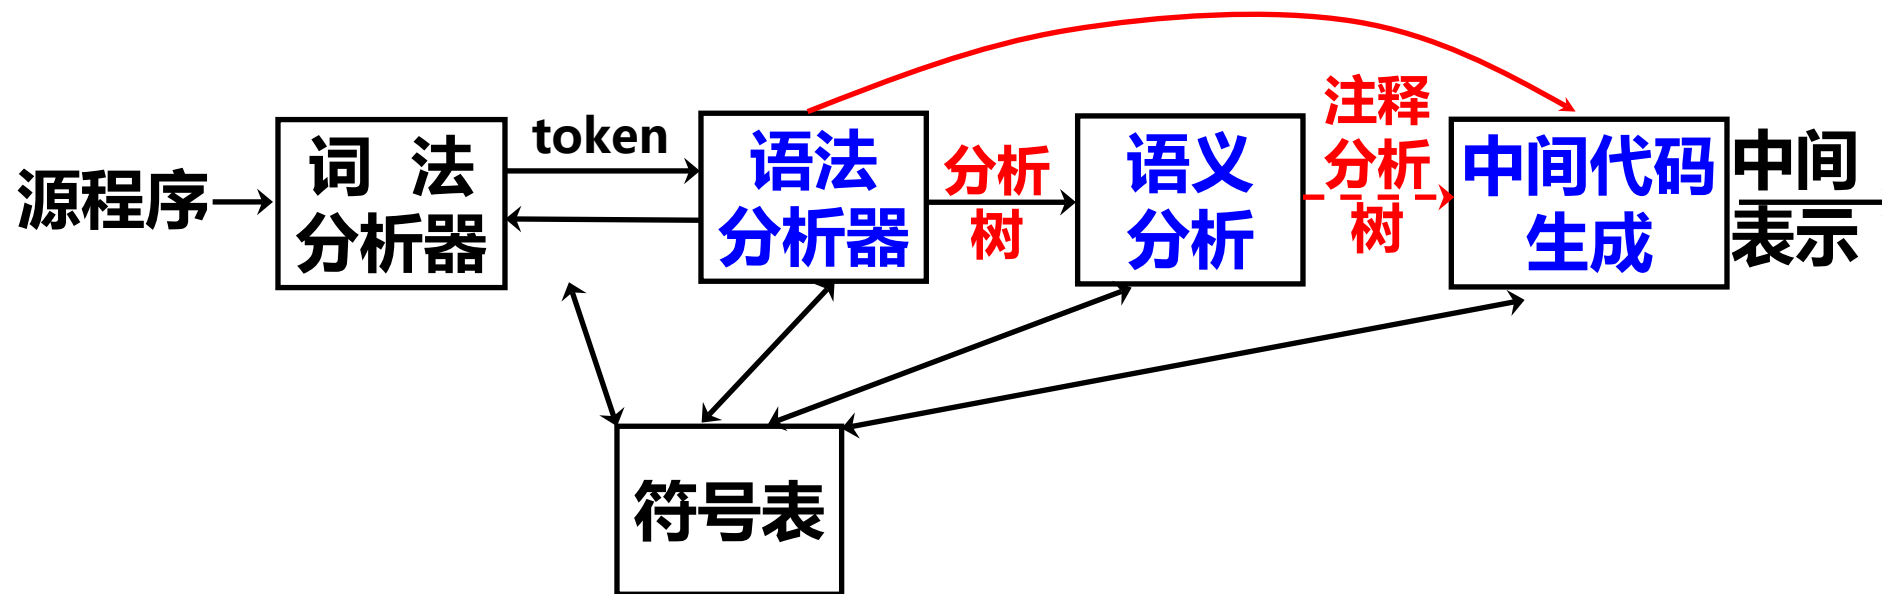 源程序
词 法
分析器
token
语法
分析器
分析
树
语义
分析
注释
分析
树
中间代码
生成
中间
表示
符号表